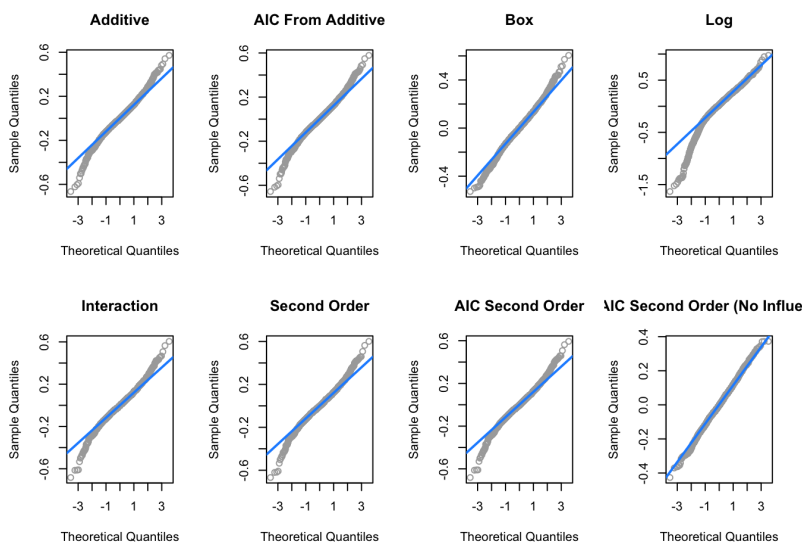 Additive
AIC From Additive
Box
Log
Sample Quantiles
-0.6 -0.2 0.2 0.6
-3 -1 1 3
Theoretical Quantiles
Sample Quantiles
-0.6 -0.2 0.2 0.6
-3 -1 1 3
Theoretical Quantiles
Sample Quantiles
-0.4 0.0 0.4
-3 -1 1 3
Theoretical Quantiles
Sample Quantiles
-1.5 -0.5 0.5
-3 -1 1 3
Theoretical Quantiles
Interaction
Second Order
AIC Second Order
AIC Second Order (No Influe
Sample Quantiles
-0.6 -0.2 0.2 0.6
-3 -1 1 3
Theoretical Quantiles
Sample Quantiles
-0.6 -0.2 0.2 0.6
-3 -1 1 3
Theoretical Quantiles
Sample Quantiles
-0.6 -0.2 0.2 0.6
-3 -1 1 3
Theoretical Quantiles
Sample Quantiles
-0.4 -0.2 0.0 0.2 0.4
-3 -1 1 3
Theoretical Quantiles